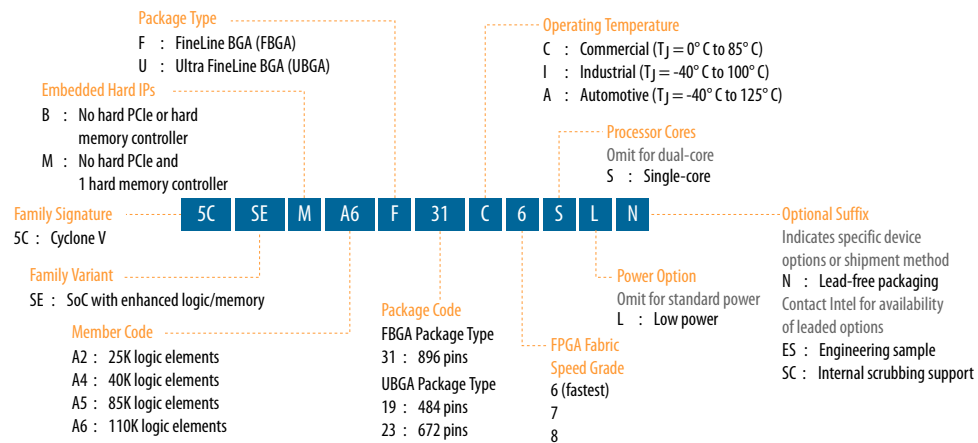 Package Type
F : FineLine BGA (FBGA)
U : Ultra FineLine BGA (UBGA)
Embedded Hard IPs
B : No hard PCIe or hard
memory controller
M : No hard PCIe and
1 hard memory controller
Operating Temperature
C : Commercial (TJ = 0° C to 85° C)
I : Industrial (TJ = -40° C to 100° C)
A : Automotive (TJ = -40° C to 125° C)
Processor Cores
Omit for dual-core
S : Single-core
5C SE M A6 F 31 C 6 S L N
Family Signature
5C : Cyclone V
Family Variant
SE : SoC with enhanced logic/memory
Member Code
A2 : 25K logic elements
A4 : 40K logic elements
A5 : 85K logic elements
A6 : 110K logic elements
Package Code
FBGA Package Type
31 : 896 pins
UBGA Package Type
19 : 484 pins
23 : 672 pins
FPGA Fabric
Speed Grade
6 (fastest)
7
8
Power Option
Omit for standard power
L : Low power
Optional Suffix
Indicates specific device
options or shipment method
N : Lead-free packaging
Contact Intel for availability
of leaded options
ES : Engineering sample
SC : Internal scrubbing support